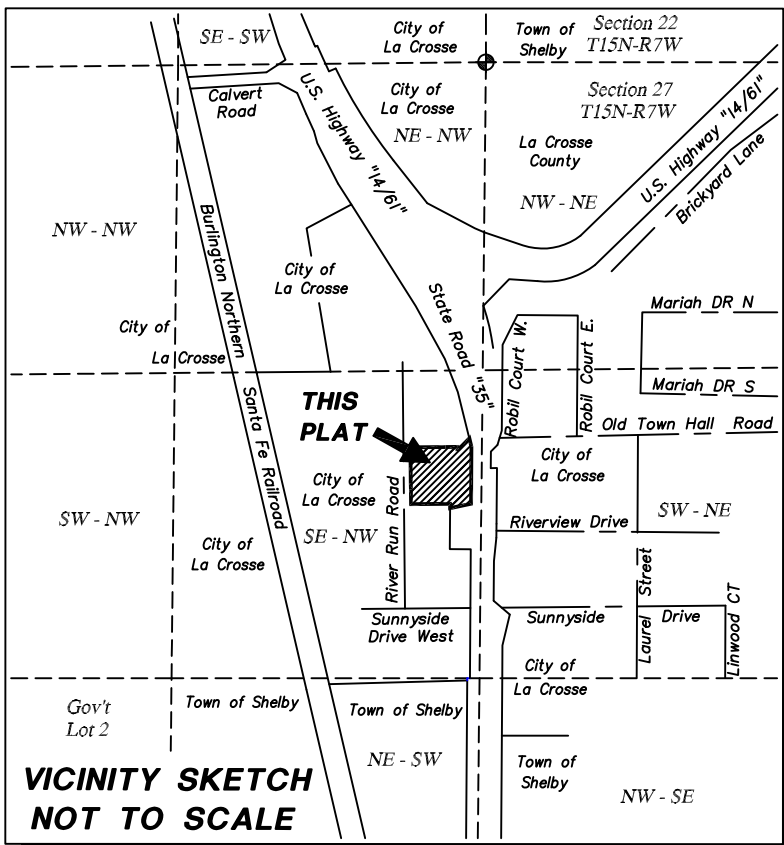 SE - SW
City of
La Crosse
Town of
Shelby
Section 22
T15N-R7W
Calvert
Road
U.S. Highway "14/61"
City of
La Crosse
NE - NW
Section 27
T15N-R7W
La Crosse
County
NW - NE
U.S. Highway "14/61"
Brickyard Lane
NW - NW
Burlington Northern
Santa Fe Railroad
City of
La Crosse
State Road "35"
City of
La Crosse
Robil Court W.
Robil Court E.
Mariah DR N
Mariah DR S
THIS
PLAT
Old Town Hall Road
City of
La Crosse
City of
La Crosse
River Run Road
SW - NW
SE - NW
SW - NE
Riverview Drive
City of
La Crosse
Laurel Street
Linwood CT
Sunnyside
Drive West
Sunnyside Drive
City of
La Crosse
Gov't
Lot 2
Town of Shelby
Town of Shelby
NE - SW
Town of
Shelby
NW - SE
VICINITY SKETCH
NOT TO SCALE